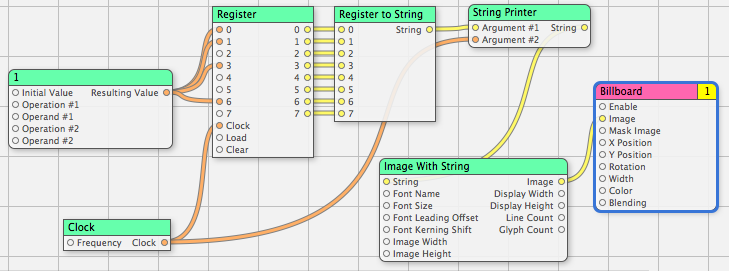 1
Initial Value Resulting Value
Operation #1
Operand #1
Operation #2
Operand #2
Register
0 0
1 1
2 2
3 3
4 4
5 5
6 6
7 7
Clock
Load
Clear
Register to String
0 String
1
2
3
4
5
6
7
String Printer
Argument #1 String
Argument #2
Billboard 1
Enable
Image
Mask Image
X Position
Y Position
Rotation
Width
Color
Blending
Image With String
String Image
Font Name Display Width
Font Size Display Height
Font Leading Offset Line Count
Font Kerning Shift Glyph Count
Image Width
Image Height
Clock
Frequency Clock